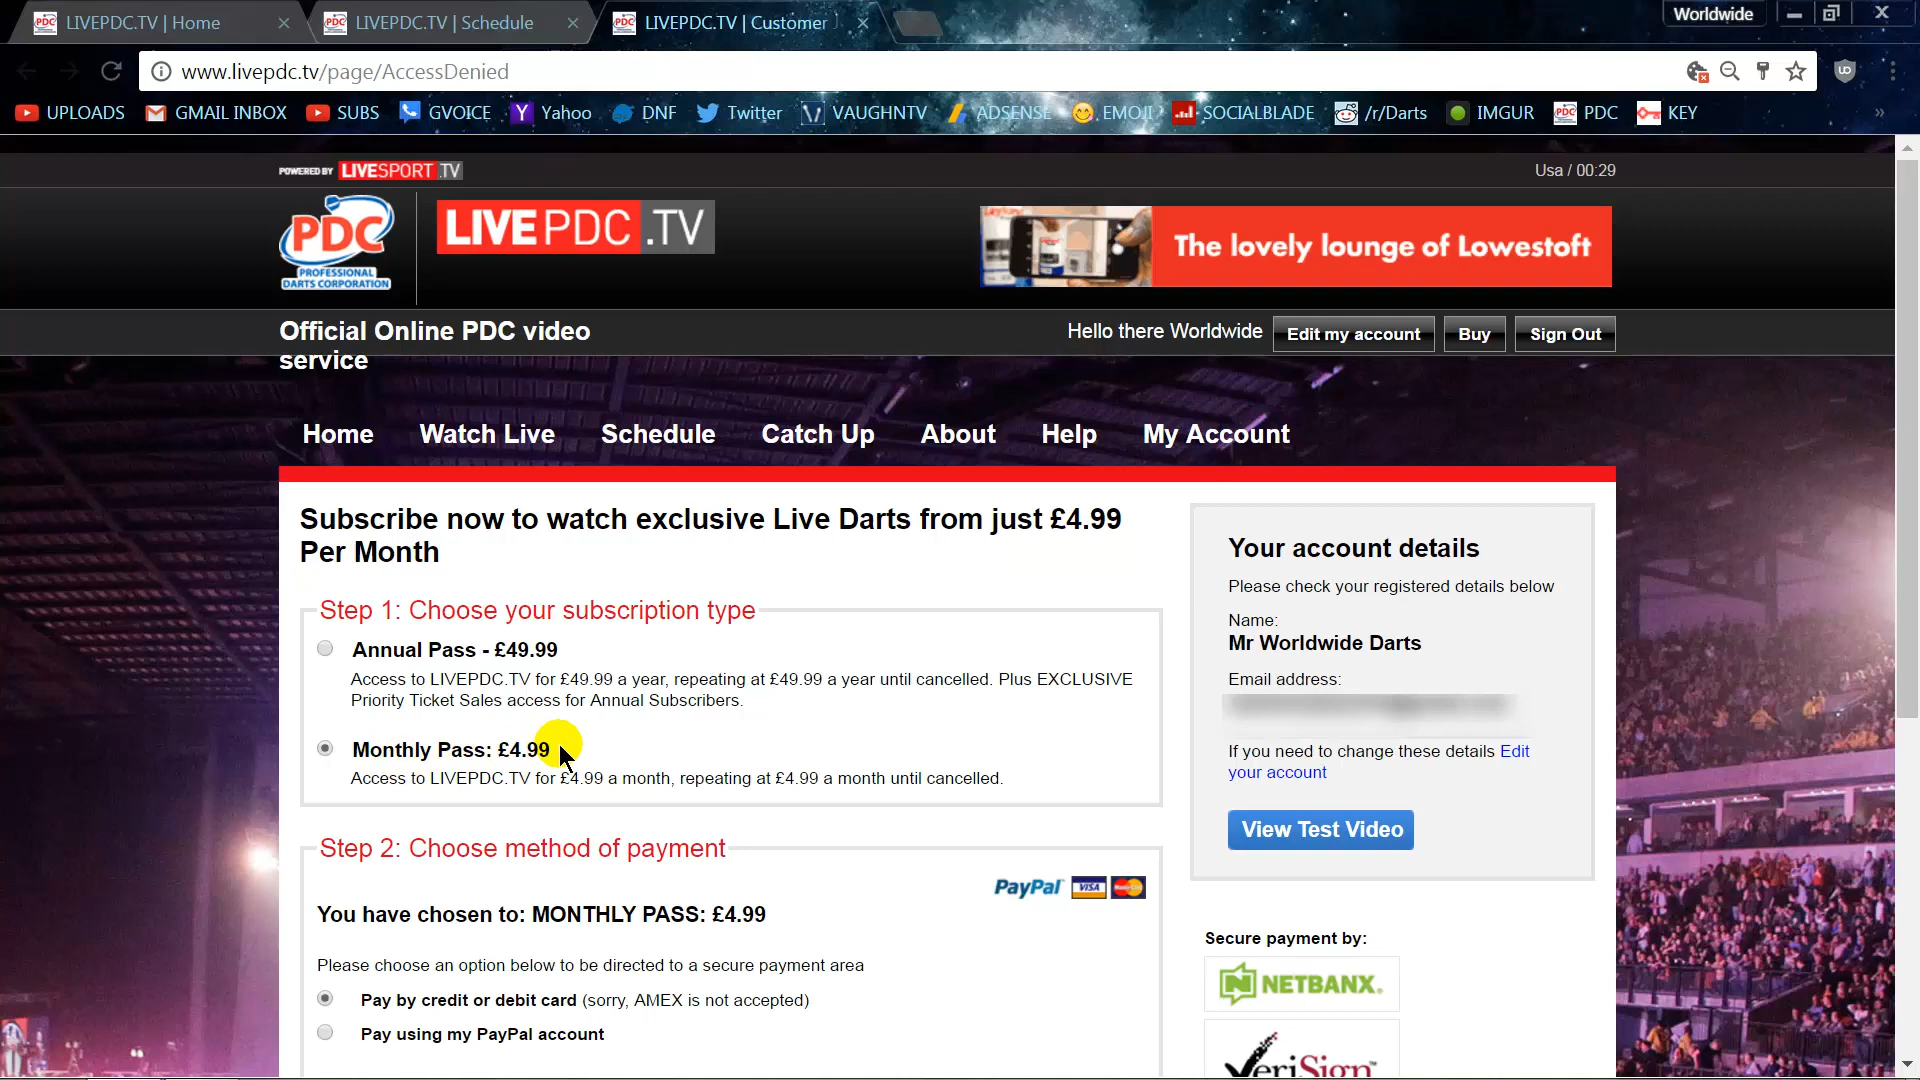 LIVEPDC.TV | Home
LIVEPDC.TV | Schedule
LIVEPDC.TV | Customer
Worldwide
www.livepdc.tv/page/AccessDenied
UPLOADS GMAIL INBOX SUBS GVOICE Yahoo DNF Twitter VAUGHNTV ADSENSE EMOJI SOCIALBLADE /r/Darts IMGUR PDC KEY
POWERED BY LIVESPORT.TV
Usa / 00:29
PDC
PROFESSIONAL
DARTS CORPORATION
LIVEPDC.TV
The lovely lounge of Lowestoft
Official Online PDC video
service
Hello there Worldwide Edit my account Buy Sign Out
Home Watch Live Schedule Catch Up About Help My Account
Subscribe now to watch exclusive Live Darts from just £4.99
Per Month
Step 1: Choose your subscription type
Annual Pass - £49.99
Access to LIVEPDC.TV for £49.99 a year, repeating at £49.99 a year until cancelled. Plus EXCLUSIVE
Priority Ticket Sales access for Annual Subscribers.
Monthly Pass: £4.99
Access to LIVEPDC.TV for £4.99 a month, repeating at £4.99 a month until cancelled.
Step 2: Choose method of payment
PayPal VISA MasterCard
You have chosen to: MONTHLY PASS: £4.99
Please choose an option below to be directed to a secure payment area
Pay by credit or debit card (sorry, AMEX is not accepted)
Pay using my PayPal account
Your account details
Please check your registered details below
Name:
Mr Worldwide Darts
Email address:
If you need to change these details Edit
your account
View Test Video
Secure payment by:
NETBANX
VeriSign